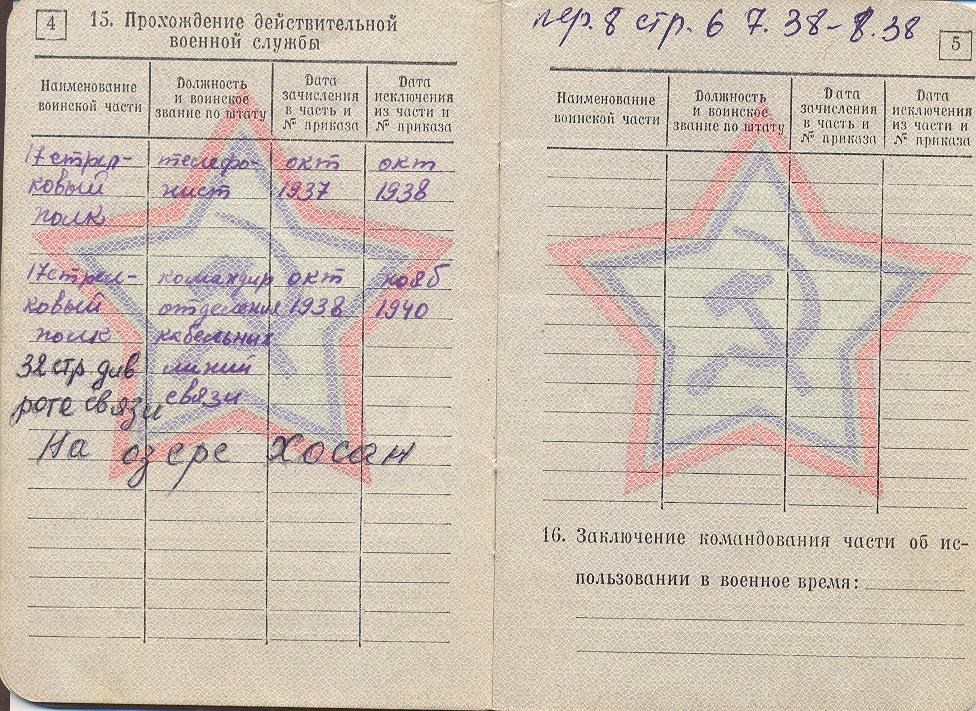 4
15. Прохождение действительной
военной службы
Наименование
воинской части
Должность
и воинское
звание по штату
Дата
зачисления
в часть и
№ приказа
Дата
исключения
из части и
№ приказа
17 стрел- телефо- окт окт
ковый нист 1937 1938
полк
17 стрел- командир окт нояб
ковый отделения 1938 1940
полк кабельных
32 стр див линий
рота связи связи
На озере Хосан
пер. 8 стр. 6 7. 38 - 8. 38
5
Наименование
воинской части
Должность
и воинское
звание по штату
Дата
зачисления
в часть и
№ приказа
Дата
исключения
из части и
№ приказа
16. Заключение командования части об ис-
пользовании в военное время: